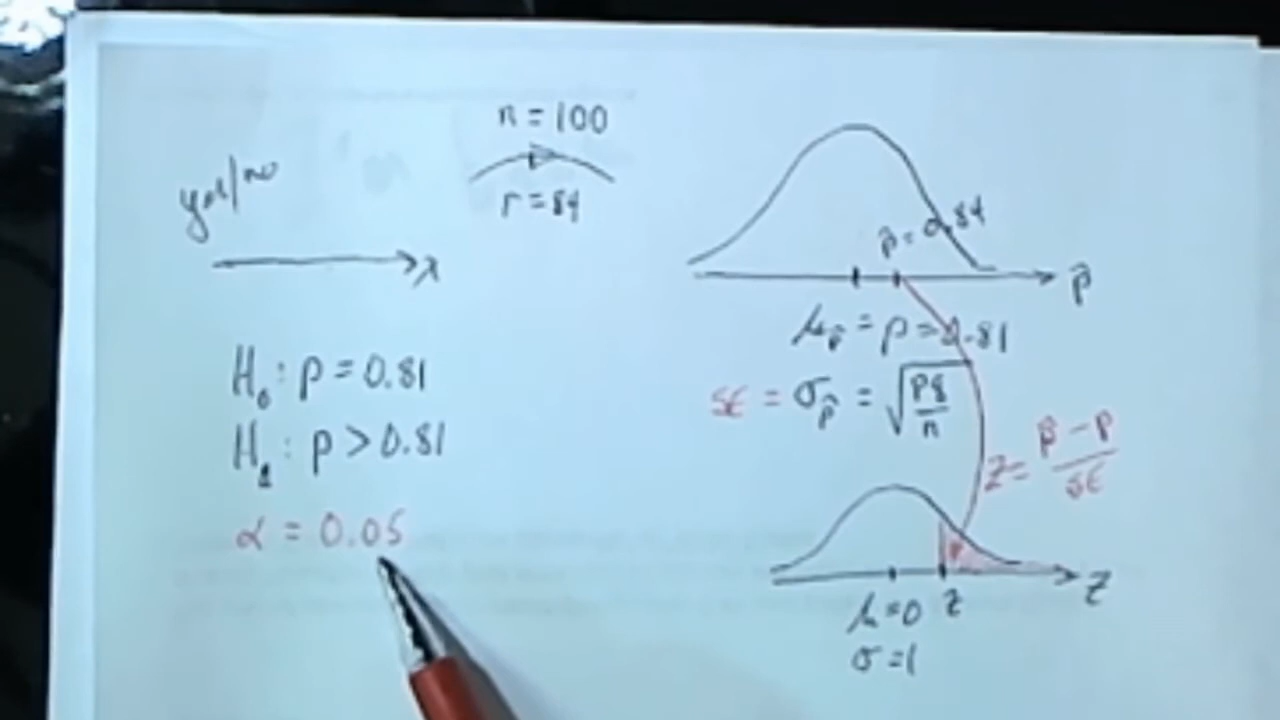 n = 100
yes/no
r = 84
x
H₀: p = 0.81
H₁: p > 0.81
α = 0.05
p̂ = 0.84
p̂
μp̂ = p = 0.81
SE = σp̂ = √(pq/n)
z = (p̂ - p)/SE
P
μ = 0
z
Z
σ = 1